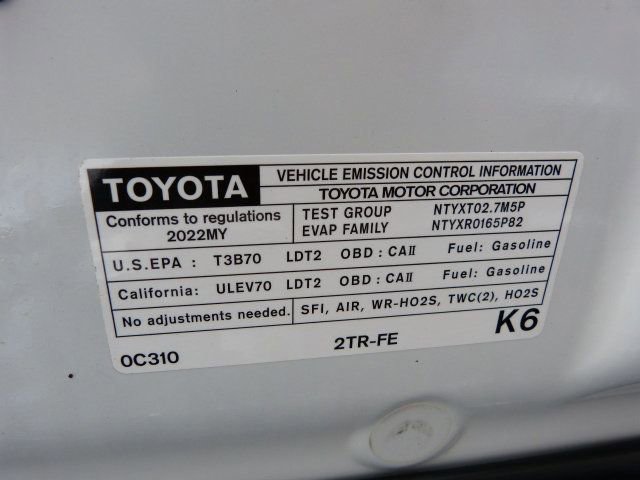 TOYOTA
VEHICLE EMISSION CONTROL INFORMATION
TOYOTA MOTOR CORPORATION
Conforms to regulations
2022MY
TEST GROUP NTYXT02.7M5P
EVAP FAMILY NTYXR0165P82
U.S.EPA : T3B70 LDT2 OBD : CAII Fuel: Gasoline
California: ULEV70 LDT2 OBD : CAII Fuel: Gasoline
No adjustments needed. SFI, AIR, WR-HO2S, TWC(2), HO2S
0C310 2TR-FE K6